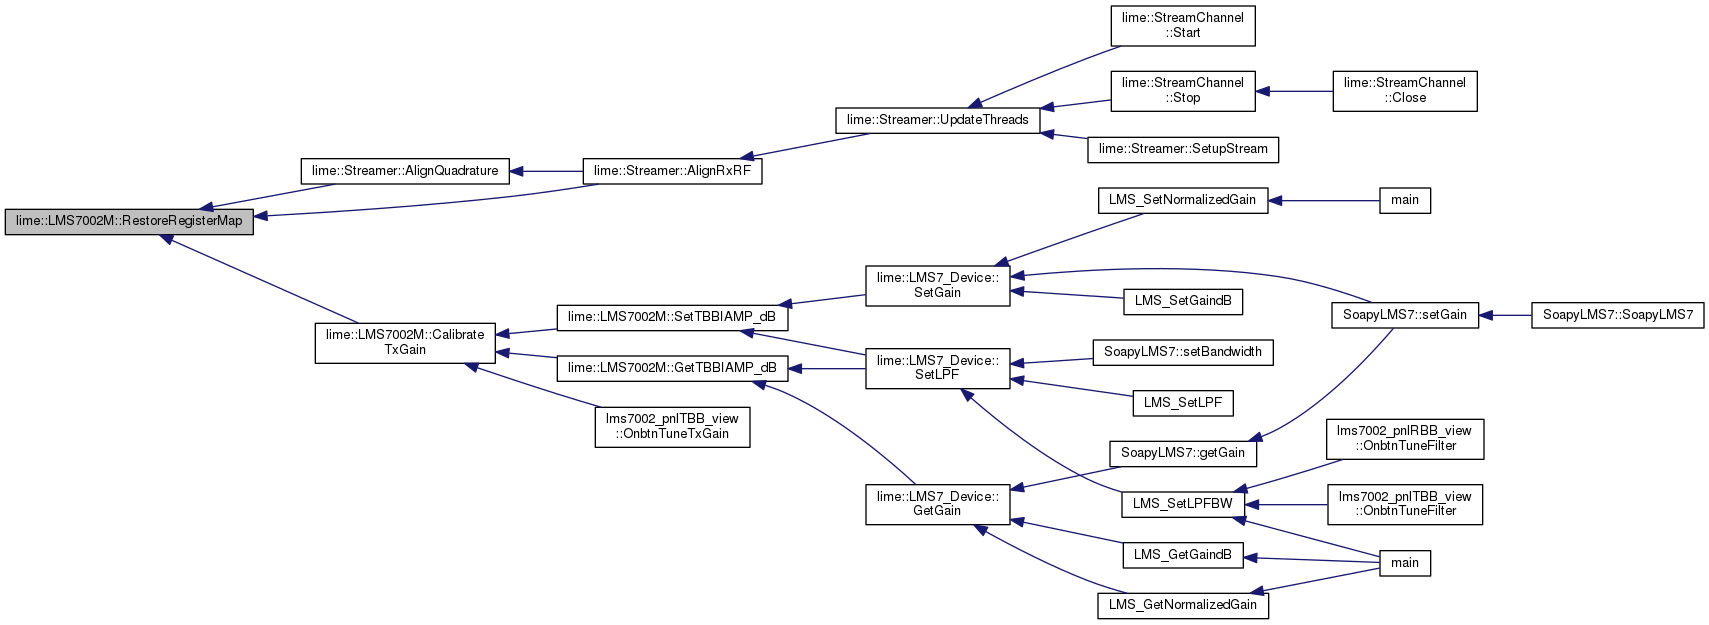 lime::StreamChannel
::Start
lime::StreamChannel
::Stop
lime::StreamChannel
::Close
lime::Streamer::UpdateThreads
lime::Streamer::SetupStream
lime::Streamer::AlignQuadrature
lime::Streamer::AlignRxRF
LMS_SetNormalizedGain
main
lime::LMS7002M::RestoreRegisterMap
lime::LMS7_Device::
SetGain
LMS_SetGaindB
SoapyLMS7::setGain
SoapyLMS7::SoapyLMS7
lime::LMS7002M::SetTBBIAMP_dB
lime::LMS7002M::Calibrate
TxGain
SoapyLMS7::setBandwidth
lime::LMS7_Device::
SetLPF
lime::LMS7002M::GetTBBIAMP_dB
LMS_SetLPF
lms7002_pnlTBB_view
::OnbtnTuneTxGain
lms7002_pnlRBB_view
::OnbtnTuneFilter
SoapyLMS7::getGain
lime::LMS7_Device::
GetGain
LMS_SetLPFBW
lms7002_pnlTBB_view
::OnbtnTuneFilter
LMS_GetGaindB
main
LMS_GetNormalizedGain